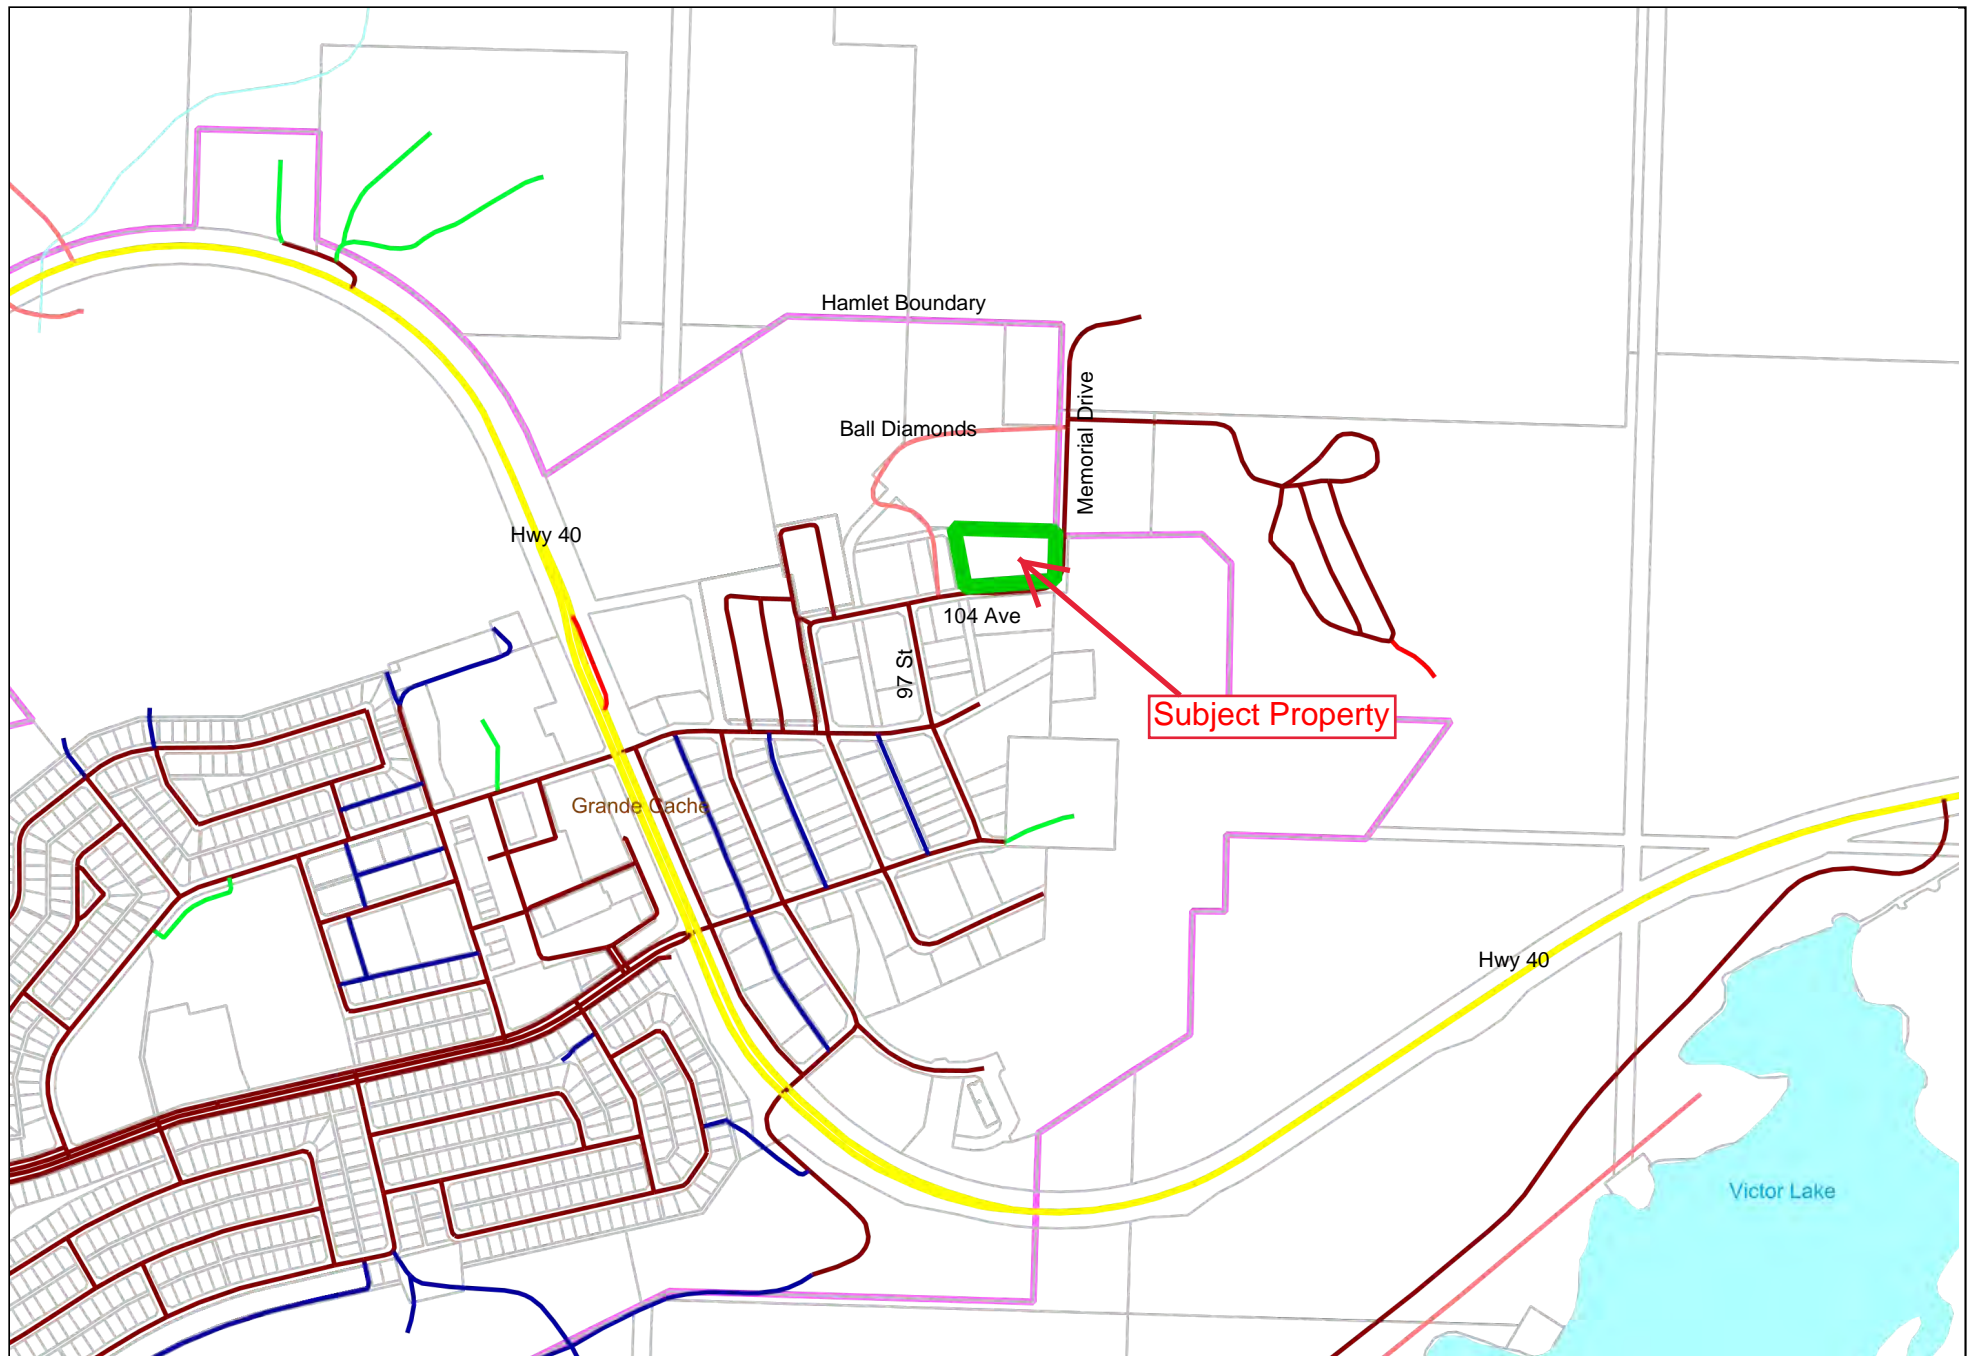 Hamlet Boundary
Memorial Drive
Ball Diamonds
Hwy 40
104 Ave
97 St
Subject Property
Grande Cache
Hwy 40
Victor Lake